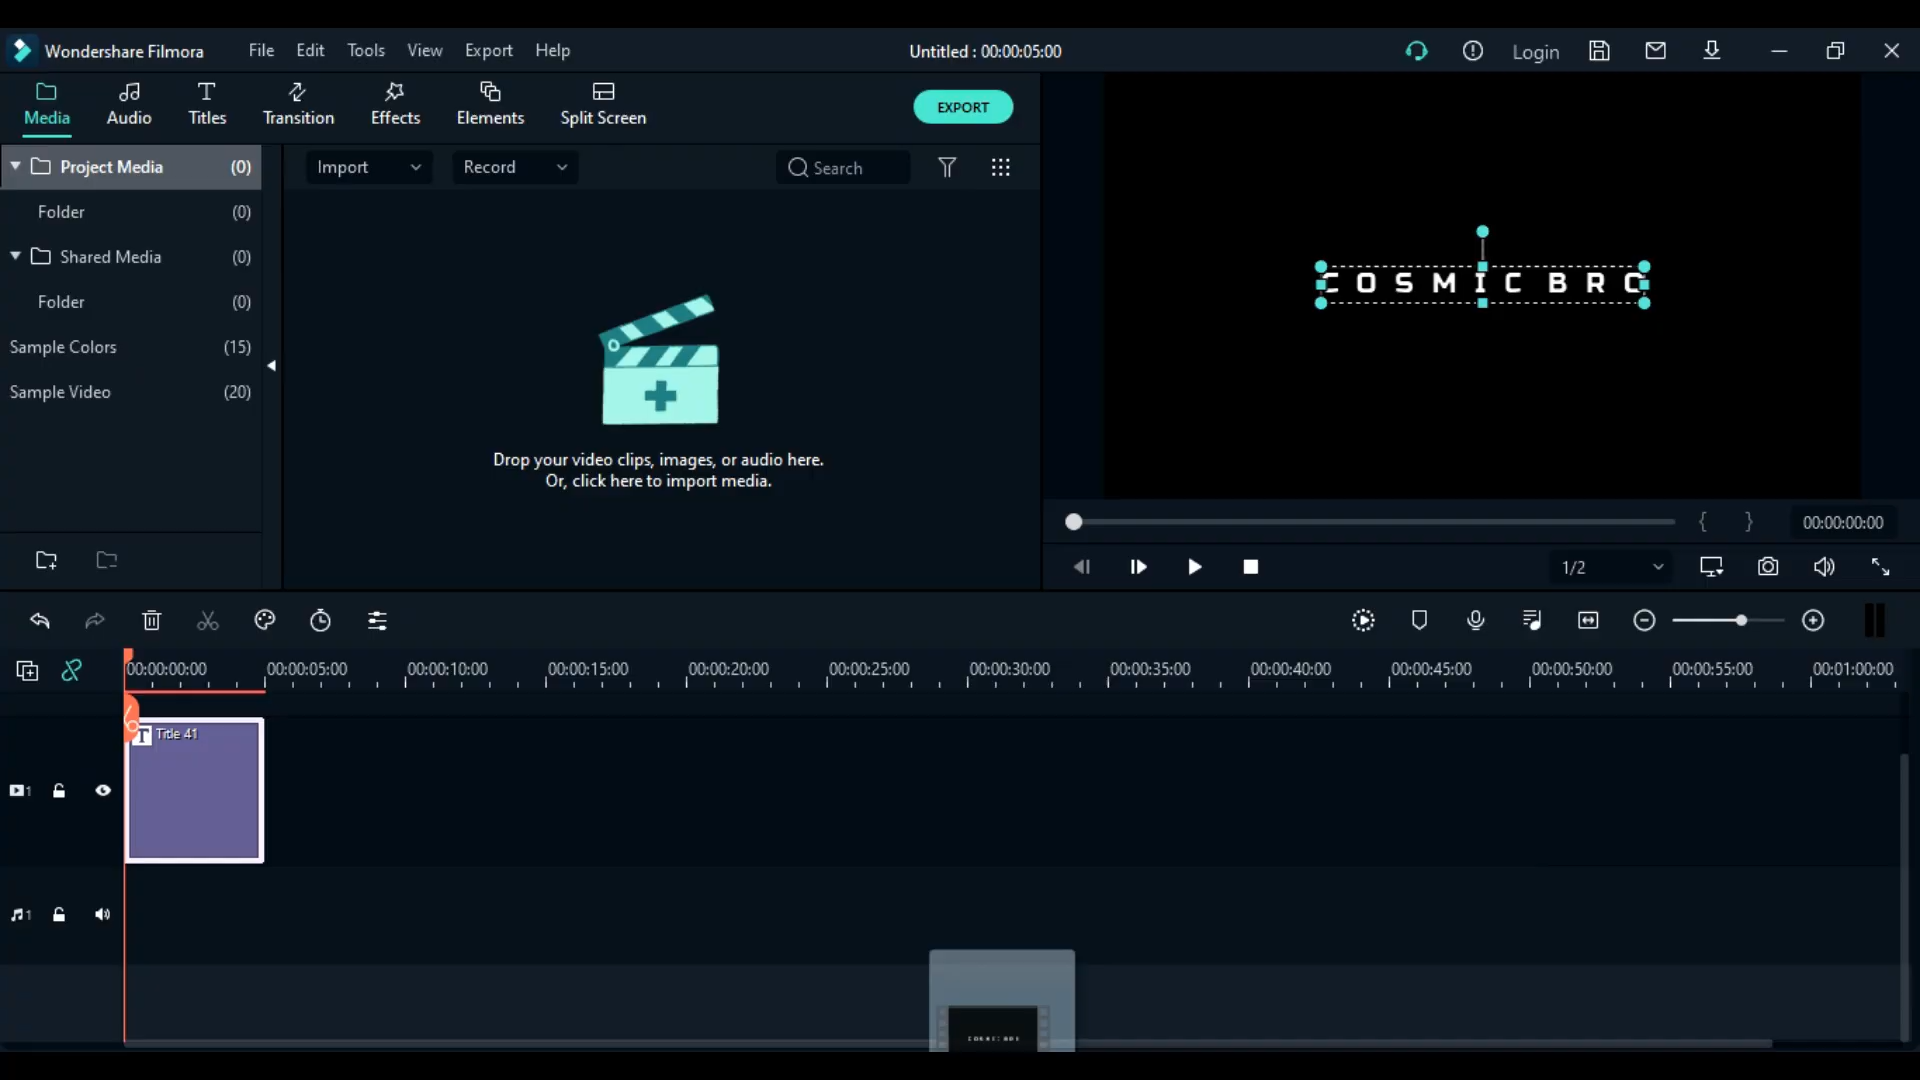 Wondershare Filmora File Edit Tools View Export Help Untitled : 00:00:05:00 Login
Media Audio Titles Transition Effects Elements Split Screen EXPORT
Project Media (0) Import Record Search
Folder (0)
Shared Media (0)
Folder (0)
Sample Colors (15)
Sample Video (20)
Drop your video clips, images, or audio here.
Or, click here to import media.
COSMIC BRO
{ } 00:00:00:00
1/2
00:00:00:00 00:00:05:00 00:00:10:00 00:00:15:00 00:00:20:00 00:00:25:00 00:00:30:00 00:00:35:00 00:00:40:00 00:00:45:00 00:00:50:00 00:00:55:00 00:01:00:00
T Title 41
1
1